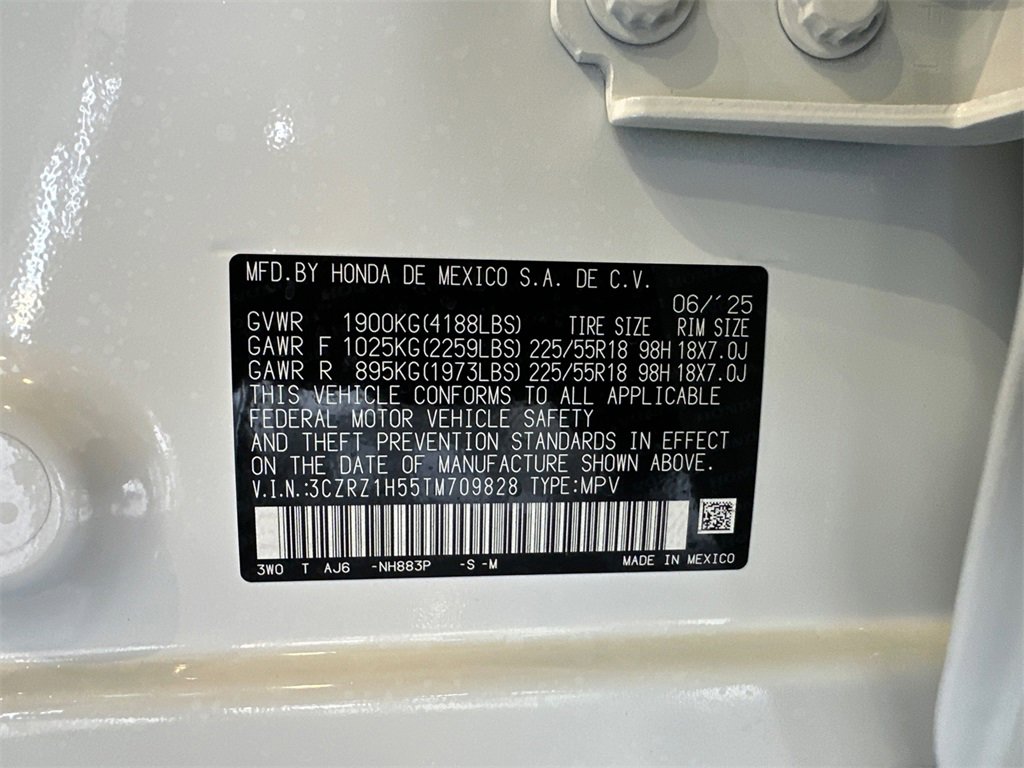 MFD.BY HONDA DE MEXICO S.A. DE C.V.
06/'25
GVWR 1900KG(4188LBS) TIRE SIZE RIM SIZE
GAWR F 1025KG(2259LBS) 225/55R18 98H 18X7.0J
GAWR R 895KG(1973LBS) 225/55R18 98H 18X7.0J
THIS VEHICLE CONFORMS TO ALL APPLICABLE
FEDERAL MOTOR VEHICLE SAFETY
AND THEFT PREVENTION STANDARDS IN EFFECT
ON THE DATE OF MANUFACTURE SHOWN ABOVE.
V.I.N.:3CZRZ1H55TM709828 TYPE:MPV
3W0 T AJ6 -NH883P -S -M MADE IN MEXICO